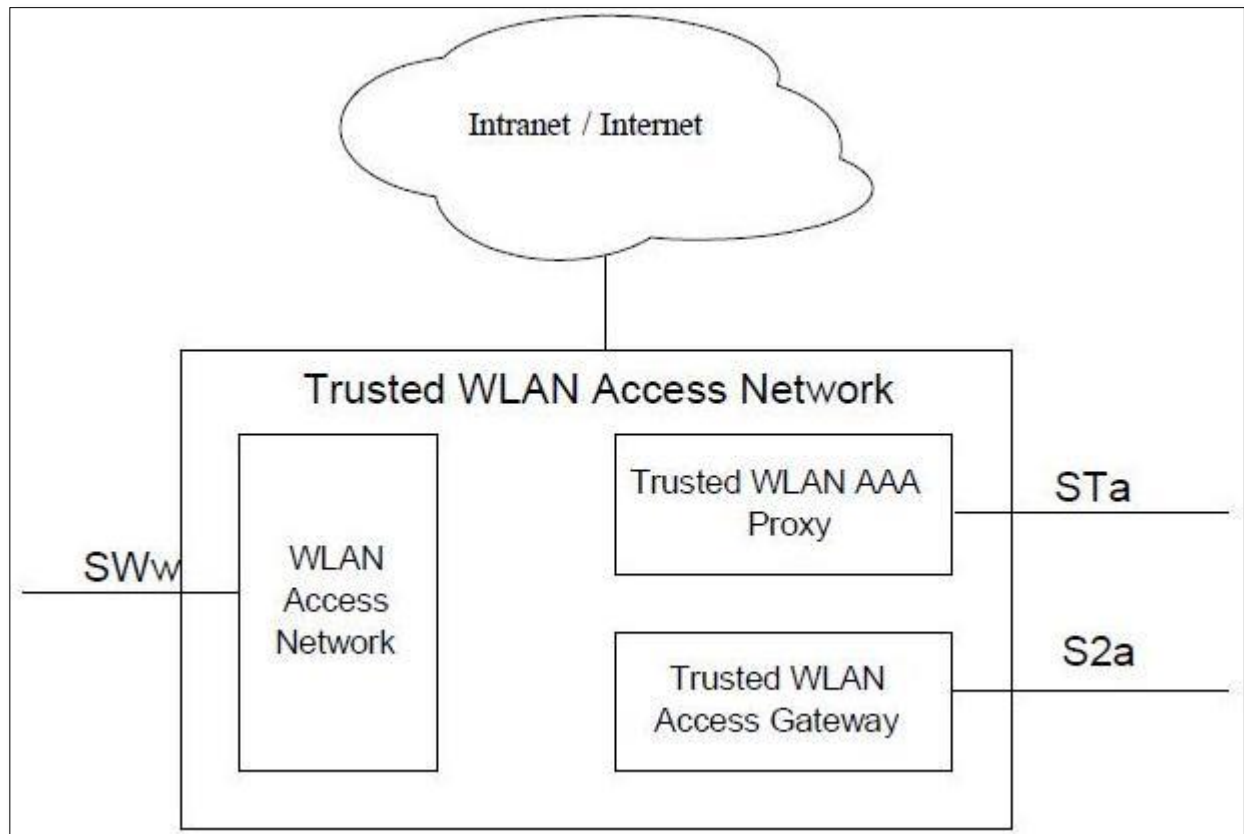 Intranet / Internet
Trusted WLAN Access Network
SWw
WLAN
Access
Network
Trusted WLAN AAA
Proxy
STa
Trusted WLAN
Access Gateway
S2a